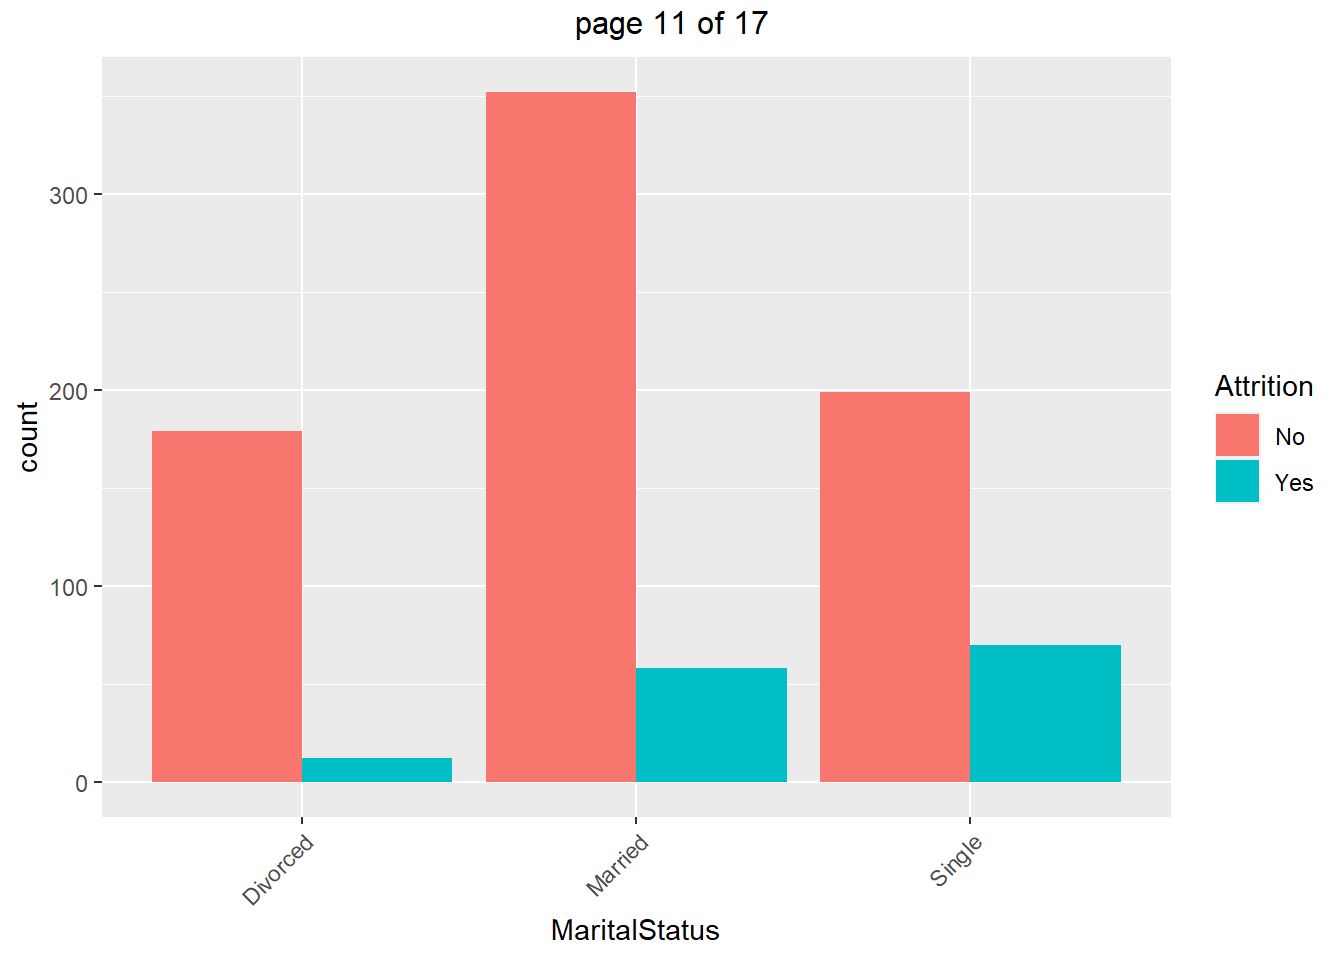 page 11 of 17
count
300
200
100
0
Divorced
Married
Single
MaritalStatus
Attrition
No
Yes